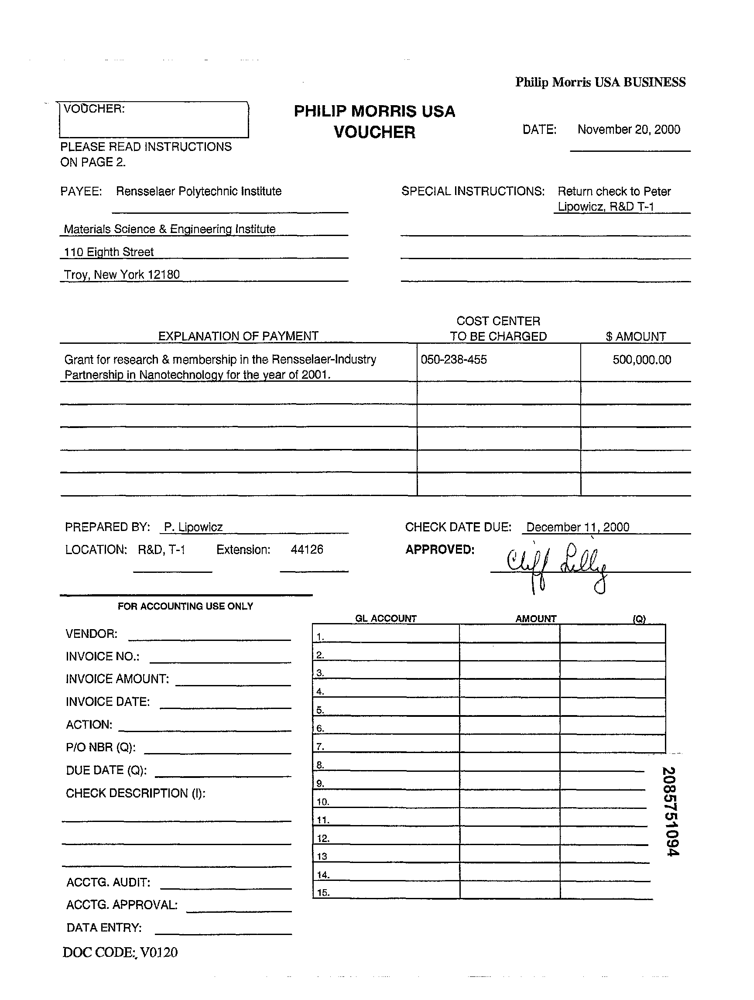 Philip Morris USA BUSINESS
VOUCHER:
PHILIP MORRIS USA
VOUCHER
DATE: November 20, 2000
PLEASE READ INSTRUCTIONS
ON PAGE 2.
PAYEE: Rensselaer Polytechnic Institute
SPECIAL INSTRUCTIONS: Return check to Peter
Lipowicz, R&D T-1
Materials Science & Engineering Institute
110 Eighth Street
Troy, New York 12180
EXPLANATION OF PAYMENT
COST CENTER
TO BE CHARGED
$ AMOUNT
Grant for research & membership in the Rensselaer-Industry
Partnership in Nanotechnology for the year of 2001.
050-238-455
500,000.00
PREPARED BY: P. Lipowicz
CHECK DATE DUE: December 11, 2000
LOCATION: R&D, T-1 Extension: 44126
APPROVED: Cliff Lilly
FOR ACCOUNTING USE ONLY
VENDOR:
INVOICE NO.:
INVOICE AMOUNT:
INVOICE DATE:
ACTION:
P/O NBR (Q):
DUE DATE (Q):
CHECK DESCRIPTION (I):
ACCTG. AUDIT:
ACCTG. APPROVAL:
DATA ENTRY:
DOC CODE: V0120
GL ACCOUNT AMOUNT (Q)
1.
2.
3.
4.
5.
6.
7.
8.
9.
10.
11.
12.
13
14.
15.
2085751094